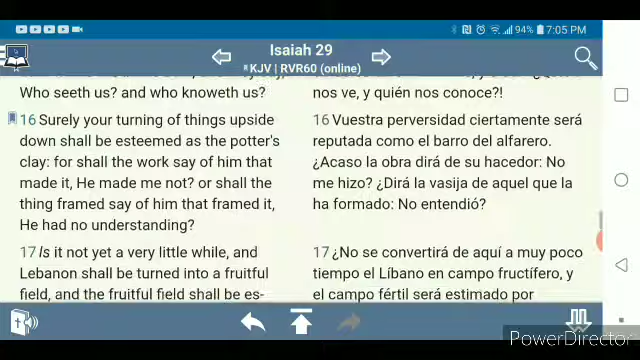 94% 7:05 PM
Isaiah 29
KJV | RVR60 (online)
Who seeth us? and who knoweth us?
16 Surely your turning of things upside
down shall be esteemed as the potter's
clay: for shall the work say of him that
made it, He made me not? or shall the
thing framed say of him that framed it,
He had no understanding?
17 Is it not yet a very little while, and
Lebanon shall be turned into a fruitful
field, and the fruitful field shall be es-
nos ve, y quién nos conoce?!
16 Vuestra perversidad ciertamente será
reputada como el barro del alfarero.
¿Acaso la obra dirá de su hacedor: No
me hizo? ¿Dirá la vasija de aquel que la
ha formado: No entendió?
17 ¿No se convertirá de aquí a muy poco
tiempo el Líbano en campo fructífero, y
el campo fértil será estimado por
PowerDirector